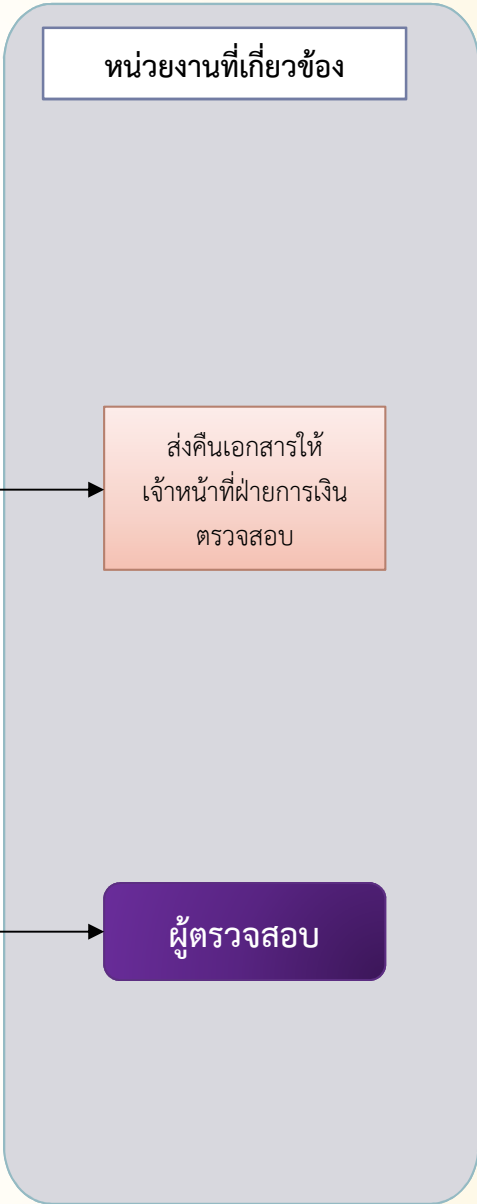 หน่วยงานที่เกี่ยวข้อง
ส่งคืนเอกสารให้
เจ้าหน้าที่ฝ่ายการเงิน
ตรวจสอบ
ผู้ตรวจสอบ